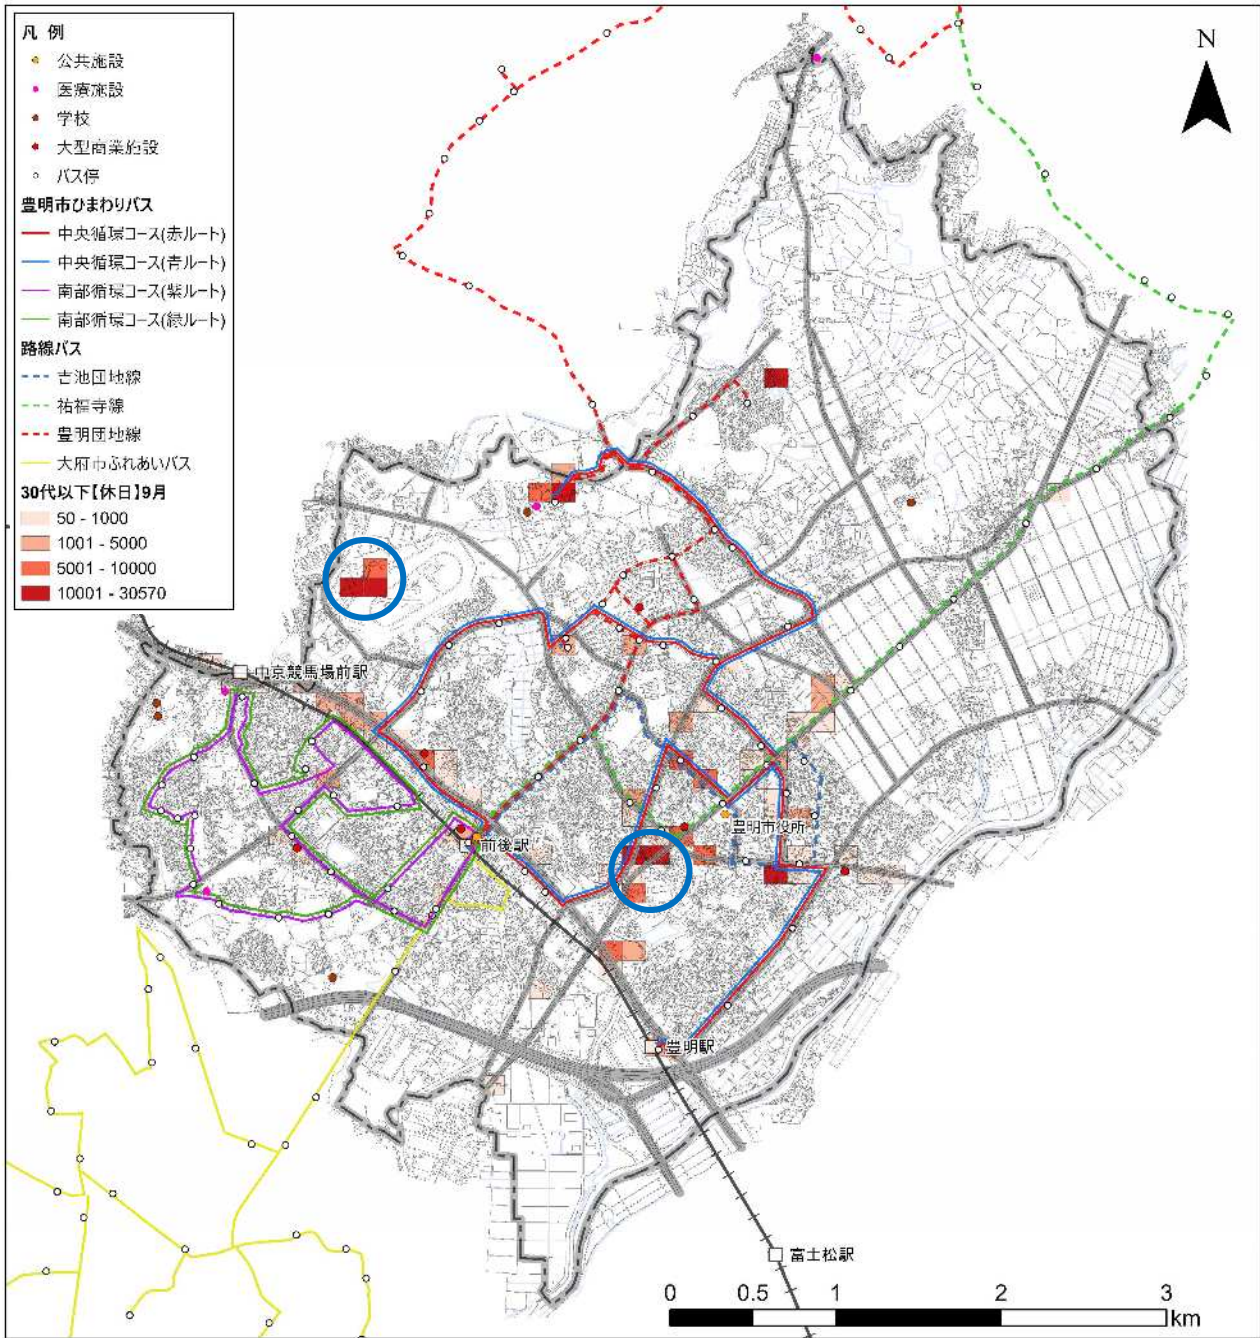 凡 例
公共施設
医療施設
学校
大型商業施設
バス停
豊明市ひまわりバス
中央循環コース(赤ルート)
中央循環コース(青ルート)
南部循環コース(紫ルート)
南部循環コース(緑ルート)
路線バス
吉池団地線
祐福寺線
豊明団地線
大府市ふれあいバス
30代以下【休日】9月
50 - 1000
1001 - 5000
5001 - 10000
10001 - 30570
N
中京競馬場前駅
前後駅
豊明市役所
豊明駅
富士松駅
0 0.5 1 2 3
km